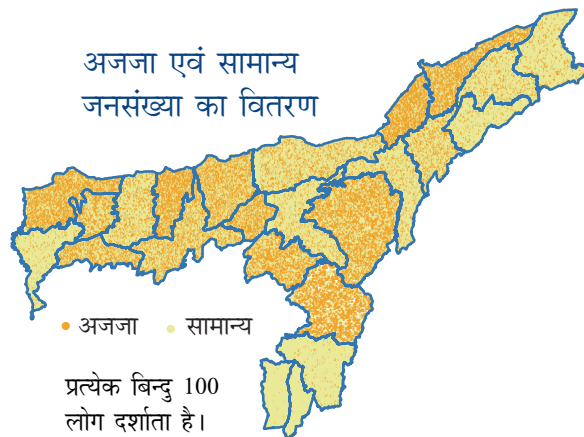 अजजा एवं सामान्य
जनसंख्या का वितरण
अजजा सामान्य
प्रत्येक बिन्दु 100
लोग दर्शाता है।